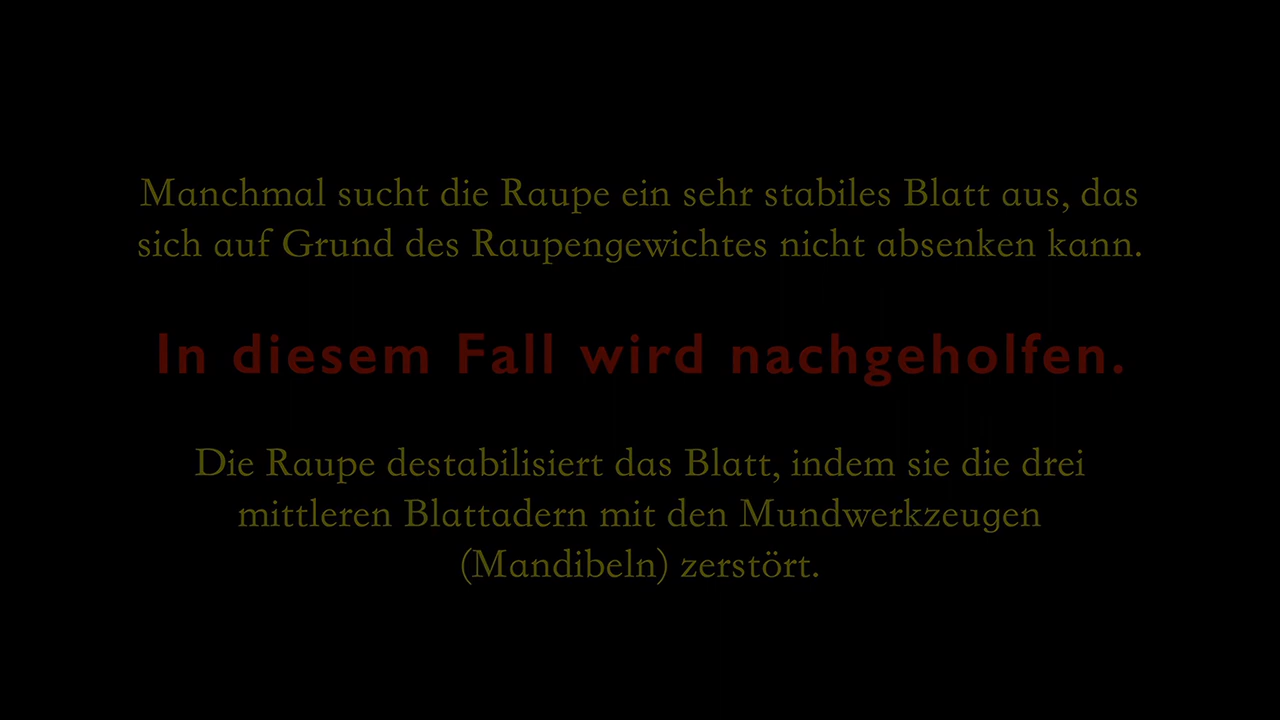 Manchmal sucht die Raupe ein sehr stabiles Blatt aus, das
sich auf Grund des Raupengewichtes nicht absenken kann.
In diesem Fall wird nachgeholfen.
Die Raupe destabilisiert das Blatt, indem sie die drei
mittleren Blattadern mit den Mundwerkzeugen
(Mandibeln) zerstört.